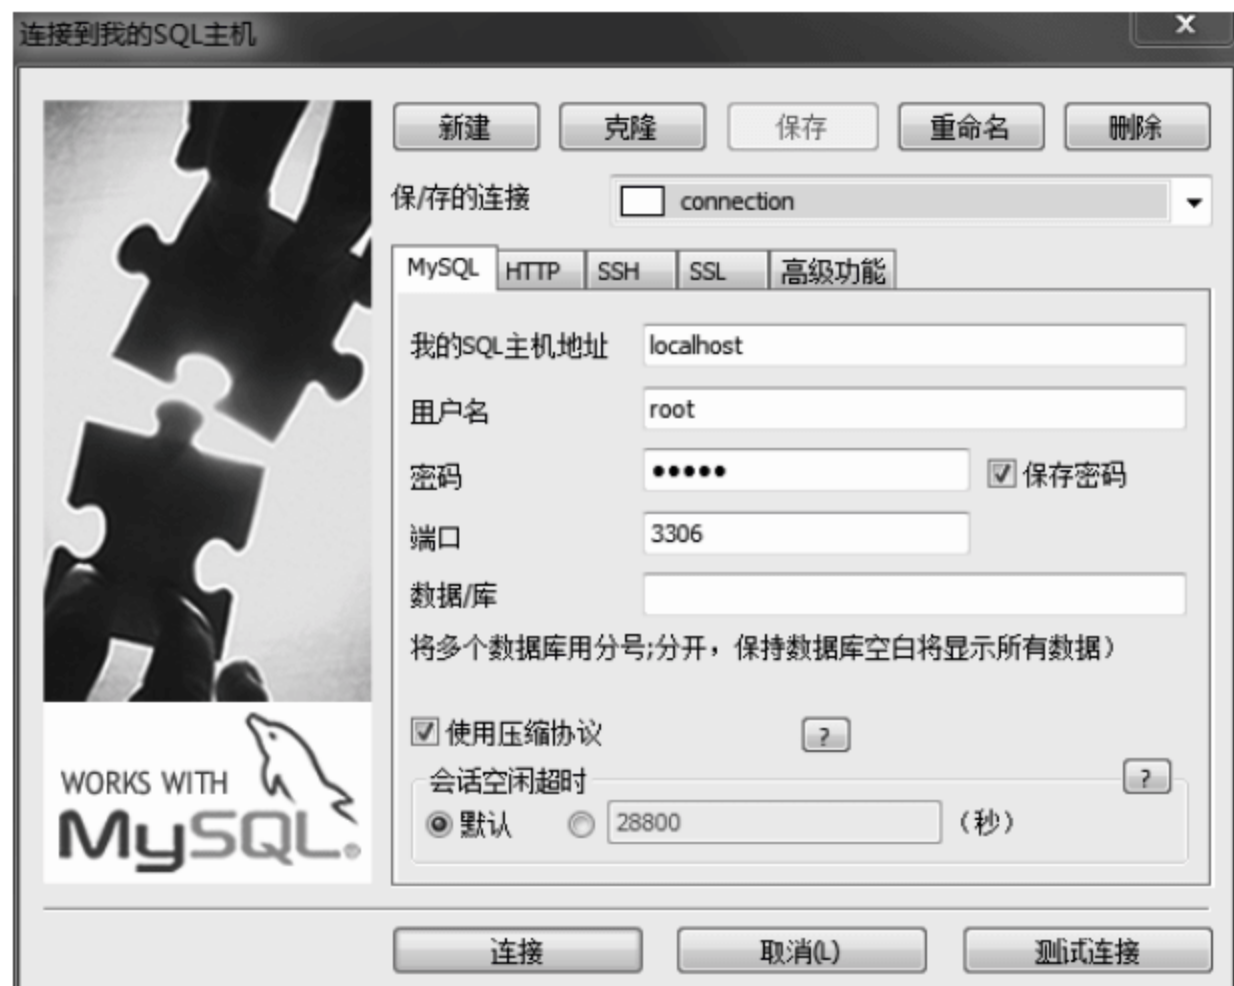 连接到我的SQL主机
新建 克隆 保存 重命名 删除
保/存的连接 connection
MySQL HTTP SSH SSL 高级功能
我的SQL主机地址 localhost
用户名 root
密码 ●●●●● 保存密码
端口 3306
数据/库
将多个数据库用分号;分开，保持数据库空白将显示所有数据）
使用压缩协议 ?
会话空闲超时 ?
默认 28800 （秒）
WORKS WITH
MySQL
连接 取消(L) 测试连接